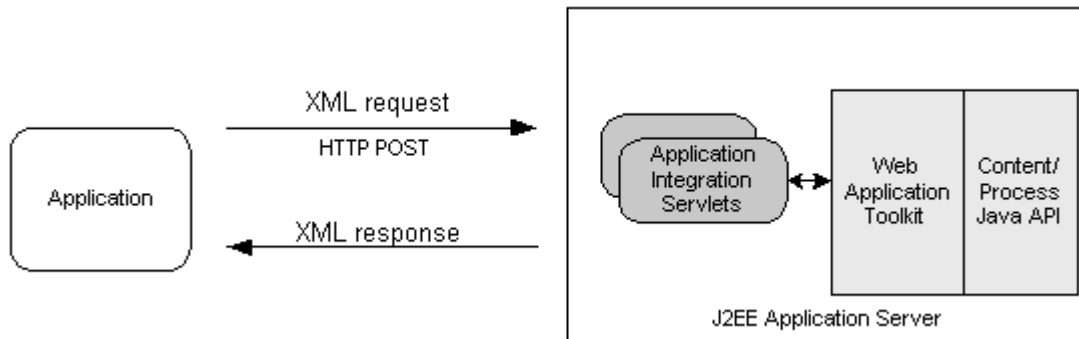 XML request
HTTP POST
Application
XML response
Application
Integration
Servlets
Web
Application
Toolkit
Content/
Process
Java API
J2EE Application Server